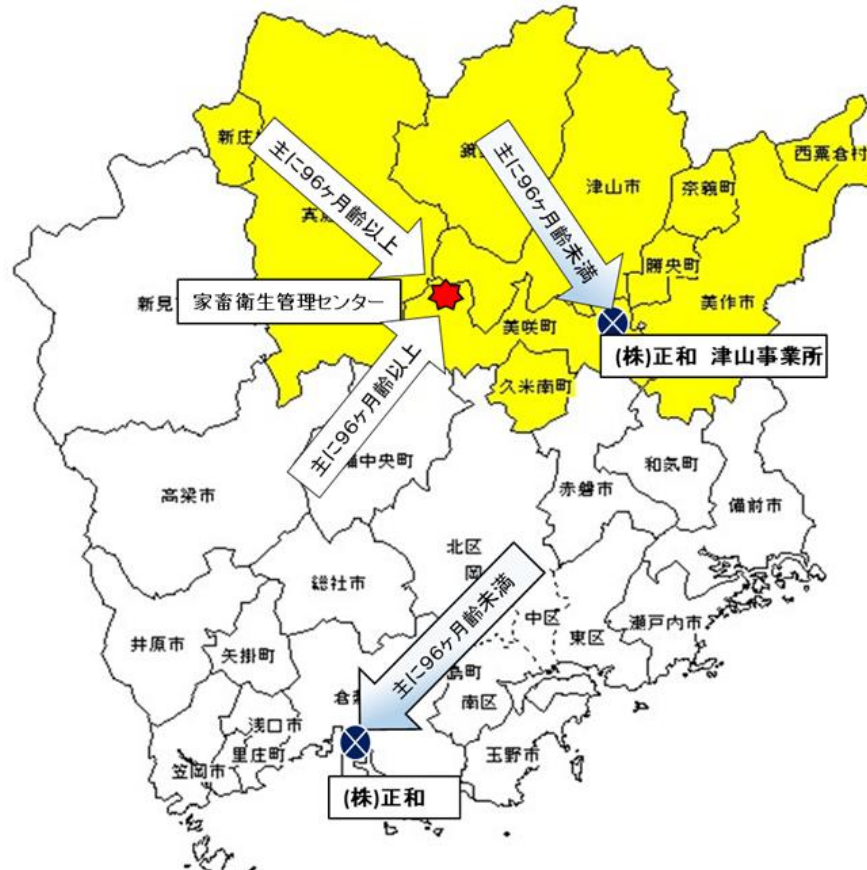 新庄
主に96ヶ月齢以上
鏡
主に96ヶ月齢未満
津山市
奈義町
西粟倉村
真
勝央町
新見
家畜衛生管理センター
美咲町
美作市
(株)正和 津山事業所
久米南町
主に96ヶ月齢以上
中央町
高梁市
赤磐市
和気町
備前市
北区
岡
総社市
主に96ヶ月齢未満
中区
東区
瀬戸内市
井原市
矢掛町
島町
南区
倉
浅口市
里庄町
笠岡市
玉野市
(株)正和